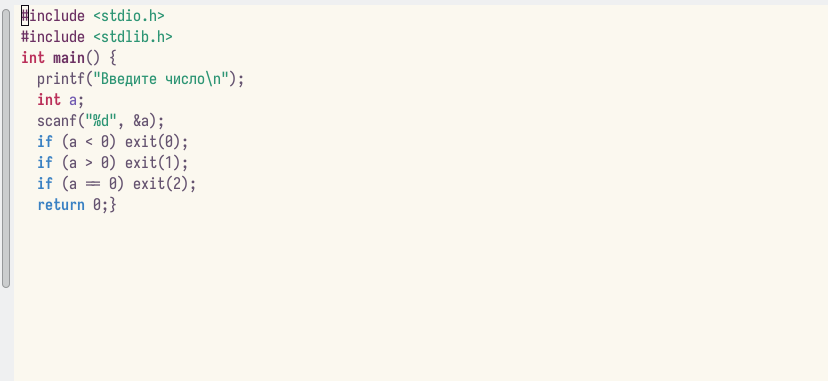 #include <stdio.h>
#include <stdlib.h>
int main() {
  printf("Введите число\n");
  int a;
  scanf("%d", &a);
  if (a < 0) exit(0);
  if (a > 0) exit(1);
  if (a == 0) exit(2);
  return 0;}